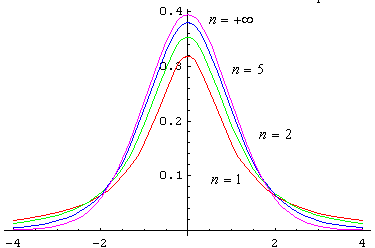 0.4
n = +∞
0.3
n = 5
0.2
n = 2
0.1
n = 1
-4 -2 2 4